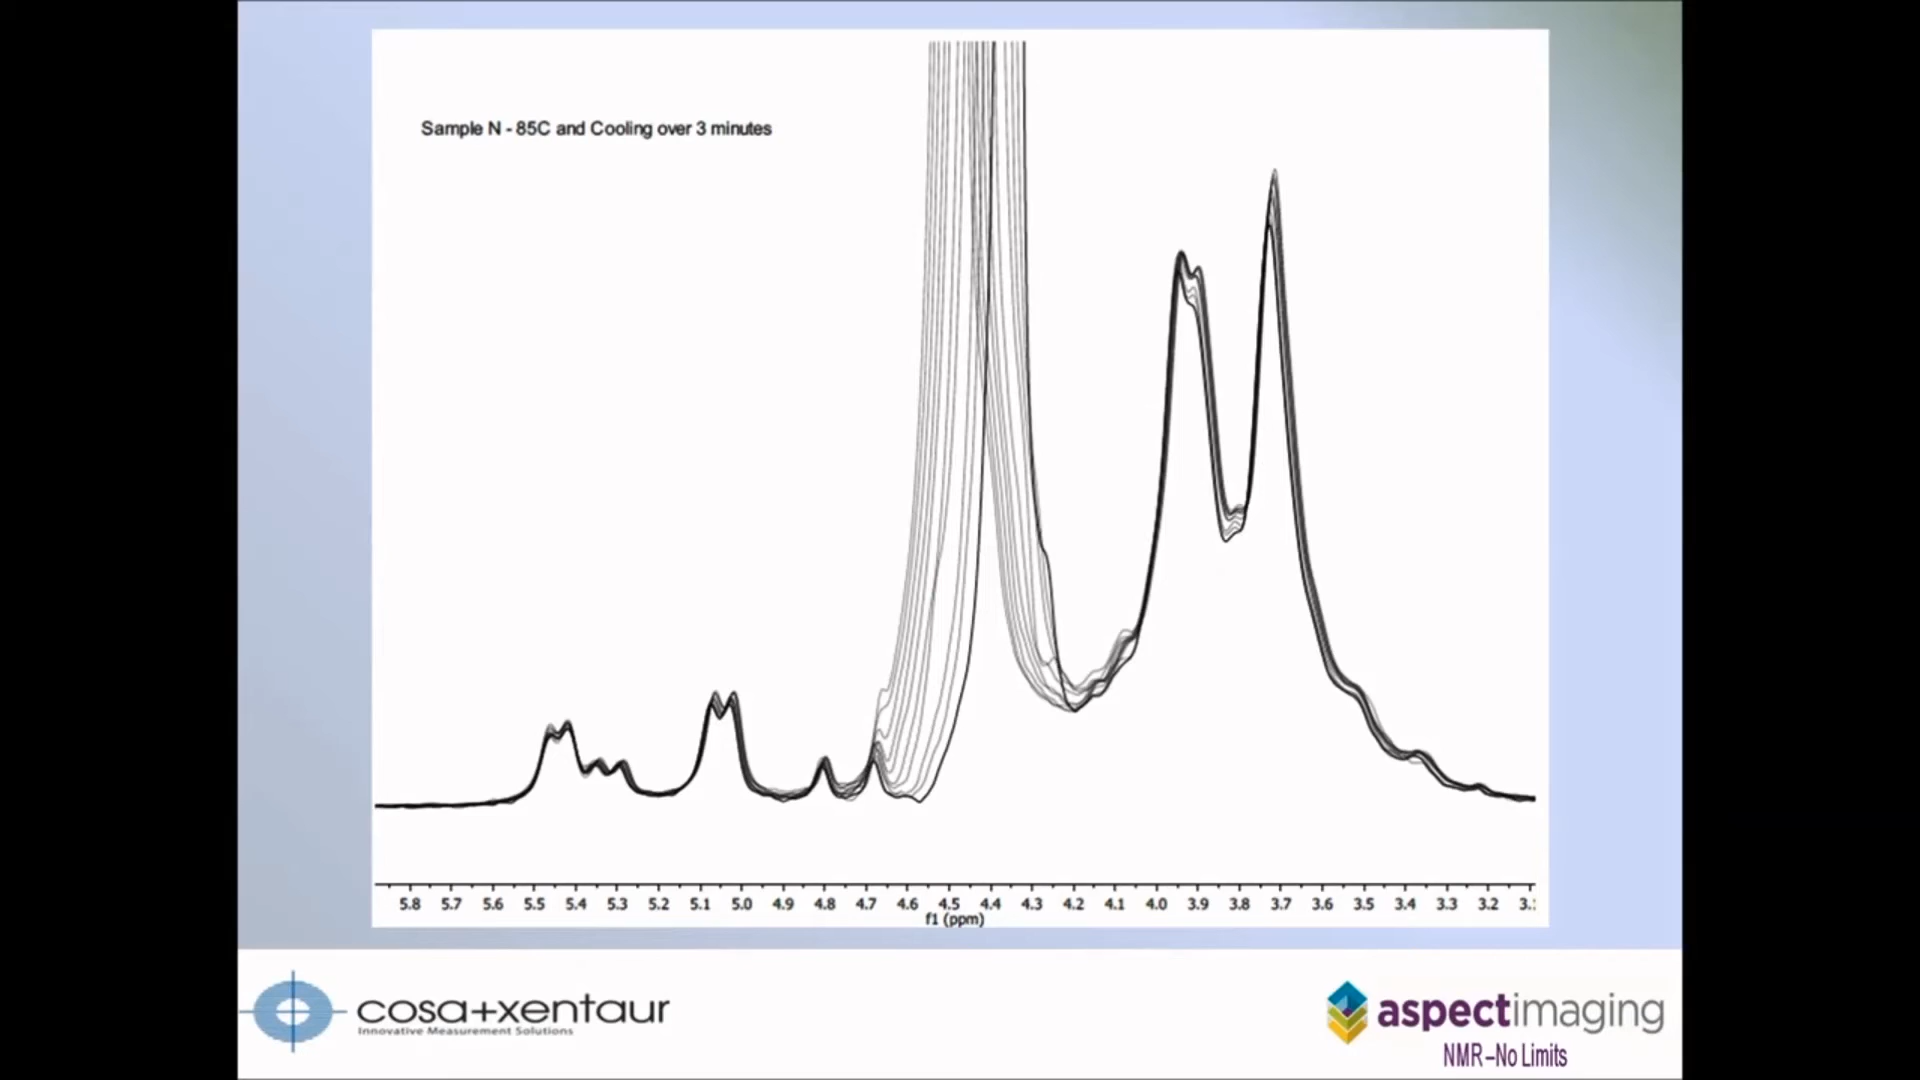 Sample N - 85C and Cooling over 3 minutes
5.8 5.7 5.6 5.5 5.4 5.3 5.2 5.1 5.0 4.9 4.8 4.7 4.6 4.5 4.4 4.3 4.2 4.1 4.0 3.9 3.8 3.7 3.6 3.5 3.4 3.3 3.2 3.
f1 (ppm)
cosa+xentaur
Innovative Measurement Solutions
aspectimaging
NMR–No Limits